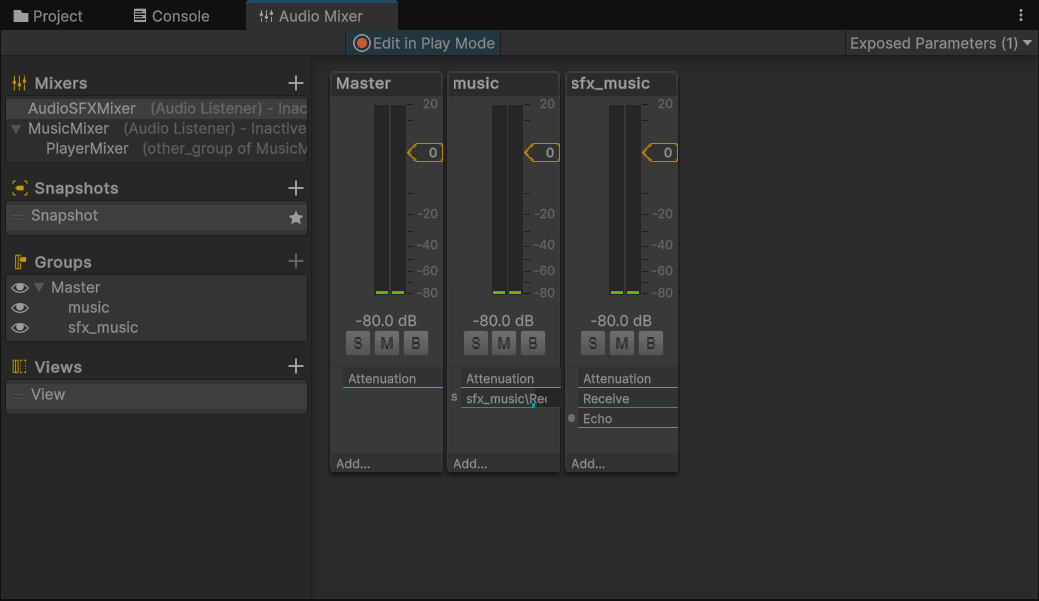 Project Console Audio Mixer
Edit in Play Mode Exposed Parameters (1)
Mixers
AudioSFXMixer (Audio Listener) - Inac
MusicMixer (Audio Listener) - Inactive
PlayerMixer (other_group of MusicM
Snapshots
Snapshot
Groups
Master
music
sfx_music
Views
View
Master
20
0
-20
-40
-60
-80
-80.0 dB
S M B
Attenuation
Add...
music
20
0
-20
-40
-60
-80
-80.0 dB
S M B
Attenuation
s sfx_music\Rec
Add...
sfx_music
20
0
-20
-40
-60
-80
-80.0 dB
S M B
Attenuation
Receive
Echo
Add...